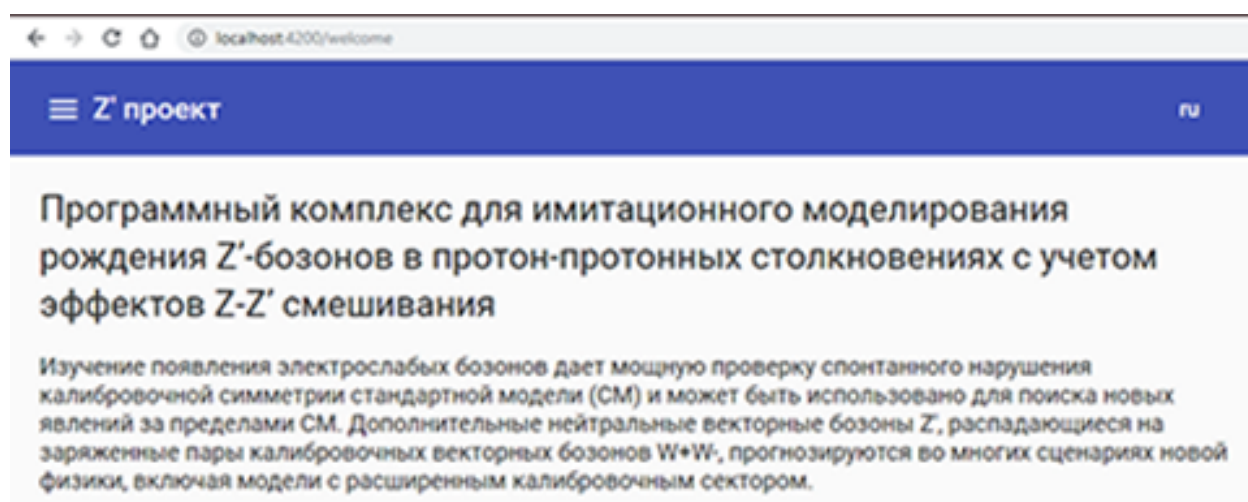 localhost:4200/welcome
Z' проект
ru
Программный комплекс для имитационного моделирования
рождения Z’-бозонов в протон-протонных столкновениях с учетом
эффектов Z-Z’ смешивания
Изучение появления электрослабых бозонов дает мощную проверку спонтанного нарушения
калибровочной симметрии стандартной модели (СМ) и может быть использовано для поиска новых
явлений за пределами СМ. Дополнительные нейтральные векторные бозоны Z', распадающиеся на
заряженные пары калибровочных векторных бозонов W+W-, прогнозируются во многих сценариях новой
физики, включая модели с расширенным калибровочным сектором.